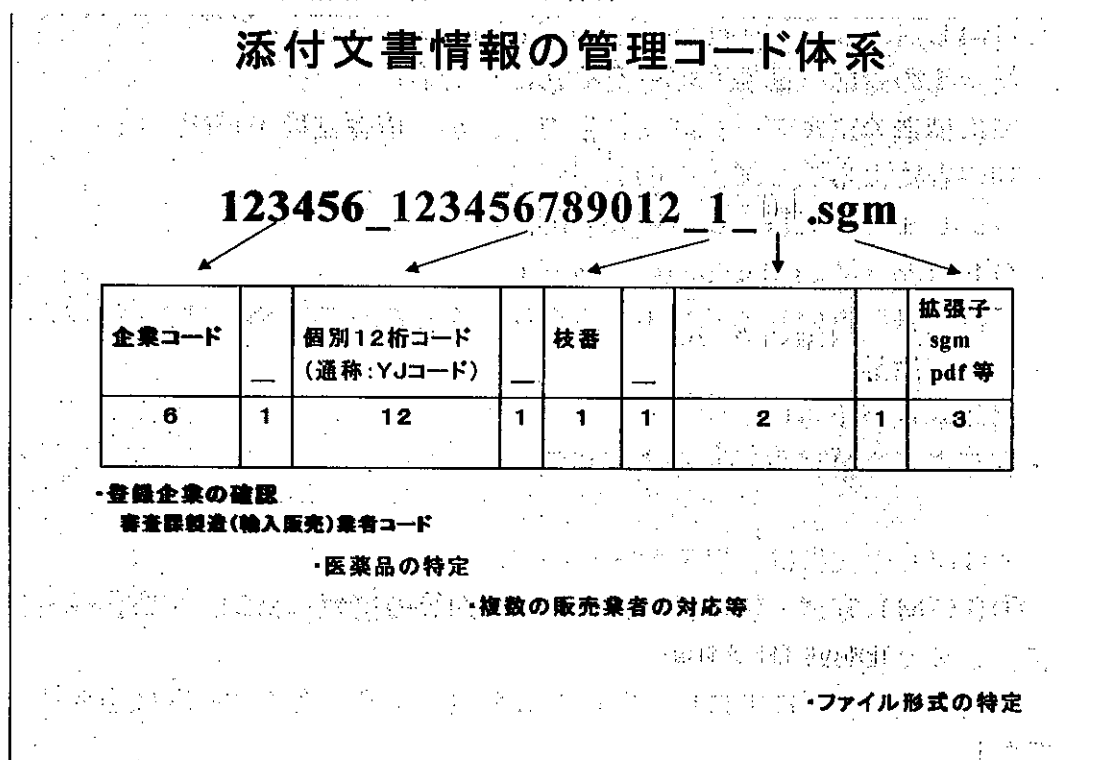 添付文書情報の管理コード体系
123456_123456789012_1_ .sgm
企業コード _ 個別12桁コード _ 枝番 _ . 拡張子
(通称:YJコード) sgm
pdf 等
6 1 12 1 1 1 2 1 3
・登録企業の確認
審査課製造(輸入販売)業者コード
・医薬品の特定
・複数の販売業者の対応等
・ファイル形式の特定